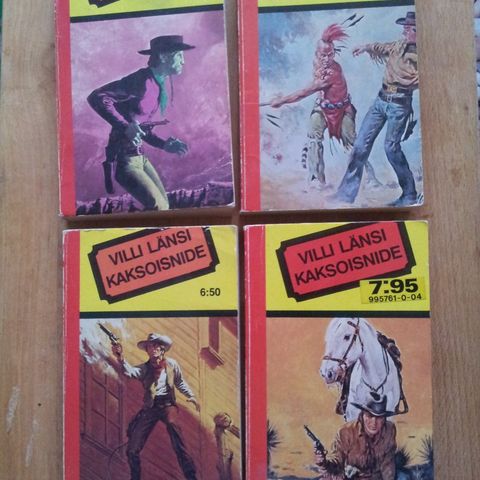 VILLI LÄNSI
KAKSOISNIDE
6:50
VILLI LÄNSI
KAKSOISNIDE
7:95
995761-0-04